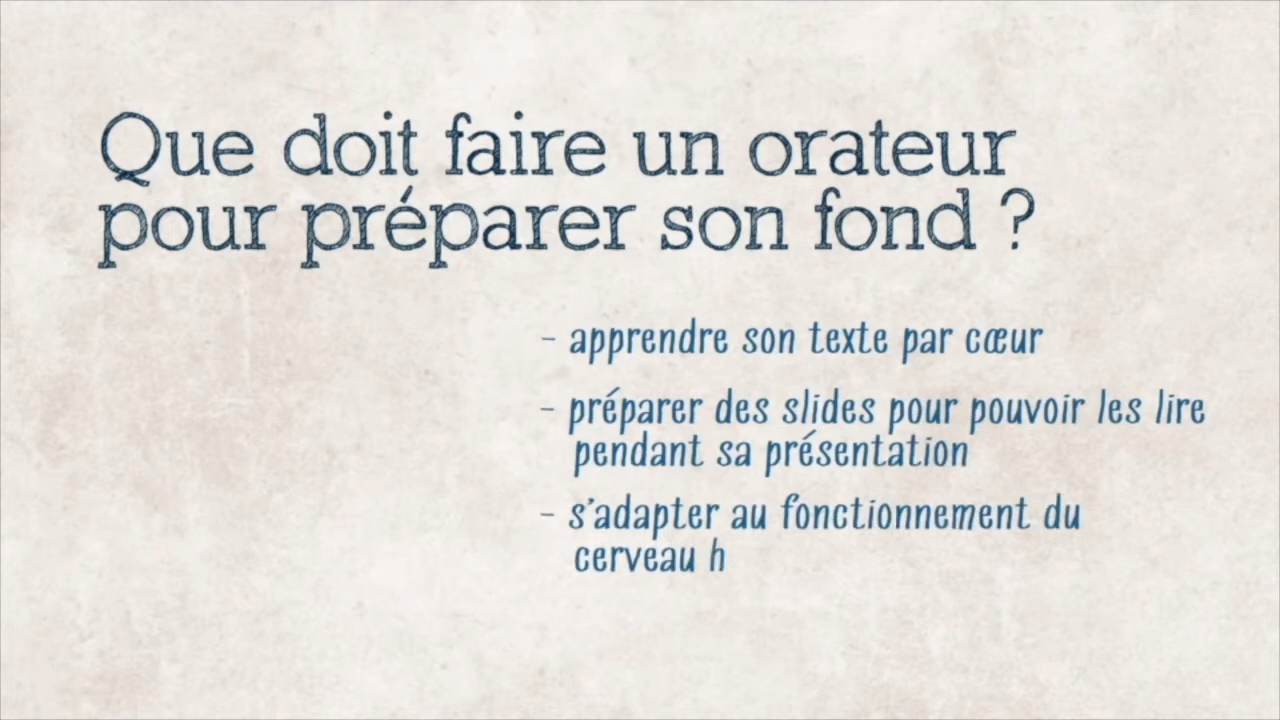 Que doit faire un orateur
pour préparer son fond ?
- apprendre son texte par cœur
- préparer des slides pour pouvoir les lire
pendant sa présentation
- s'adapter au fonctionnement du
cerveau h